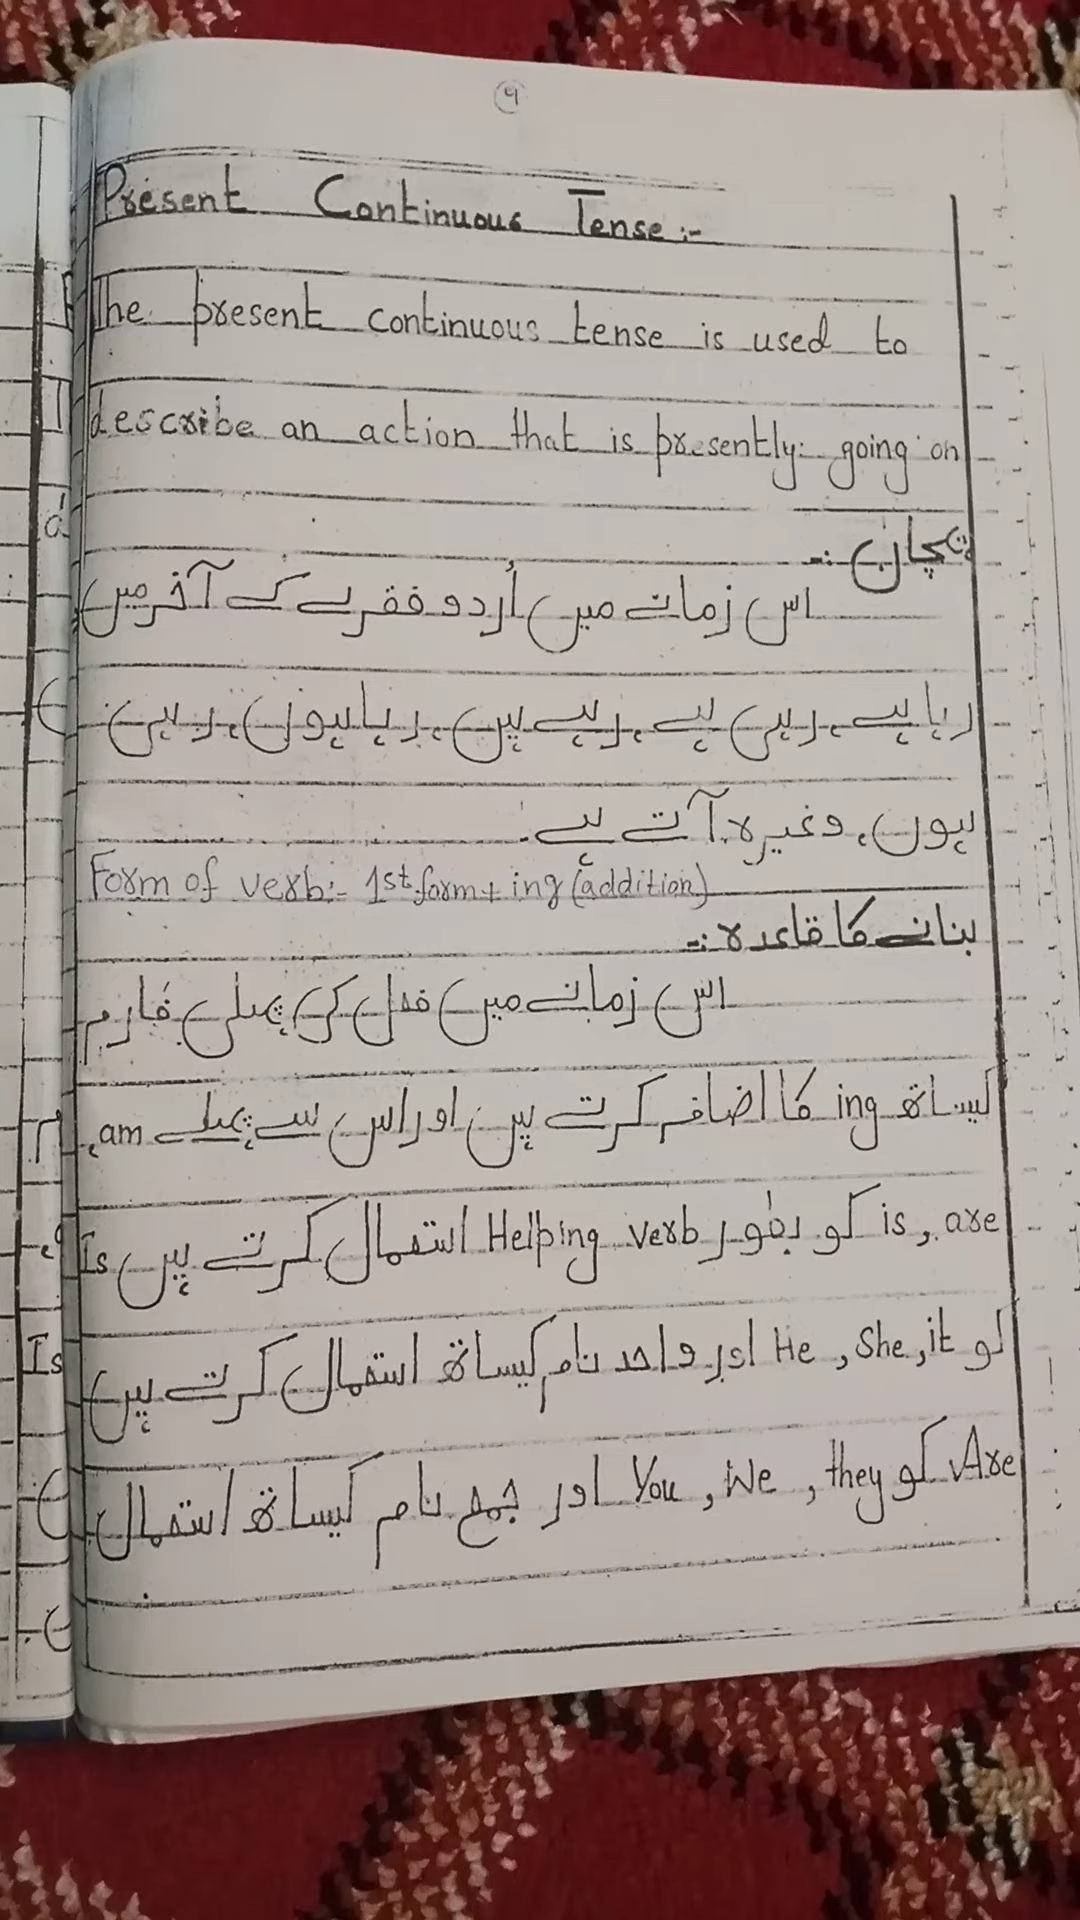 9
Present Continuous Tense:-
The present continuous tense is used to
describe an action that is presently going on
پہچان :-
اس زمانے میں اُردو فقرے کے آخر میں
رہا ہے، رہی ہے، رہے ہیں، رہا ہوں، رہی
ہوں، وغیرہ آتے ہے۔
Form of verb:- 1st form + ing (addition)
بنانے کا قاعدہ :-
اس زمانے میں فعل کی پہلی فارم
کیساتھ ing کا اضافہ کرتے ہیں اور اس سے پہلے am,
is, are کو بطور Helping verb استعمال کرتے ہیں Is
کو He, She, it اور واحد نام کیساتھ استعمال کرتے ہیں
Are کو You, We, they اور جمع نام کیساتھ استعمال